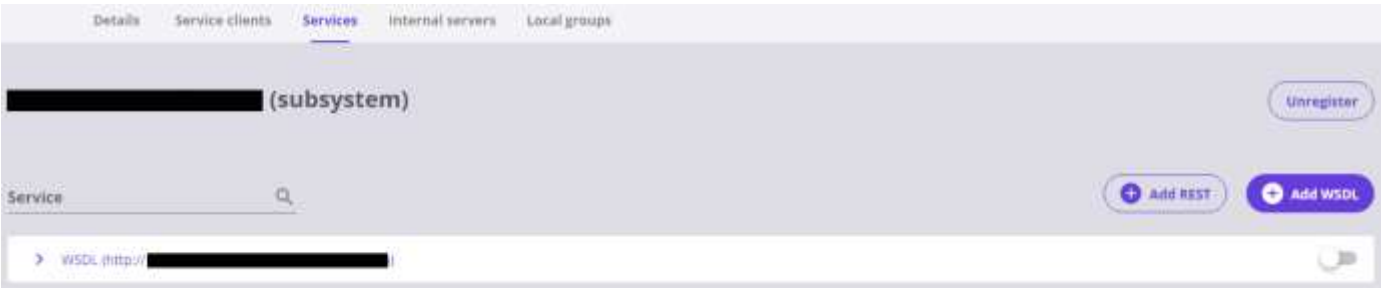 Details Service clients Services Internal servers Local groups
(subsystem)
Unregister
Service
Add REST Add WSDL
WSDL (http:// )